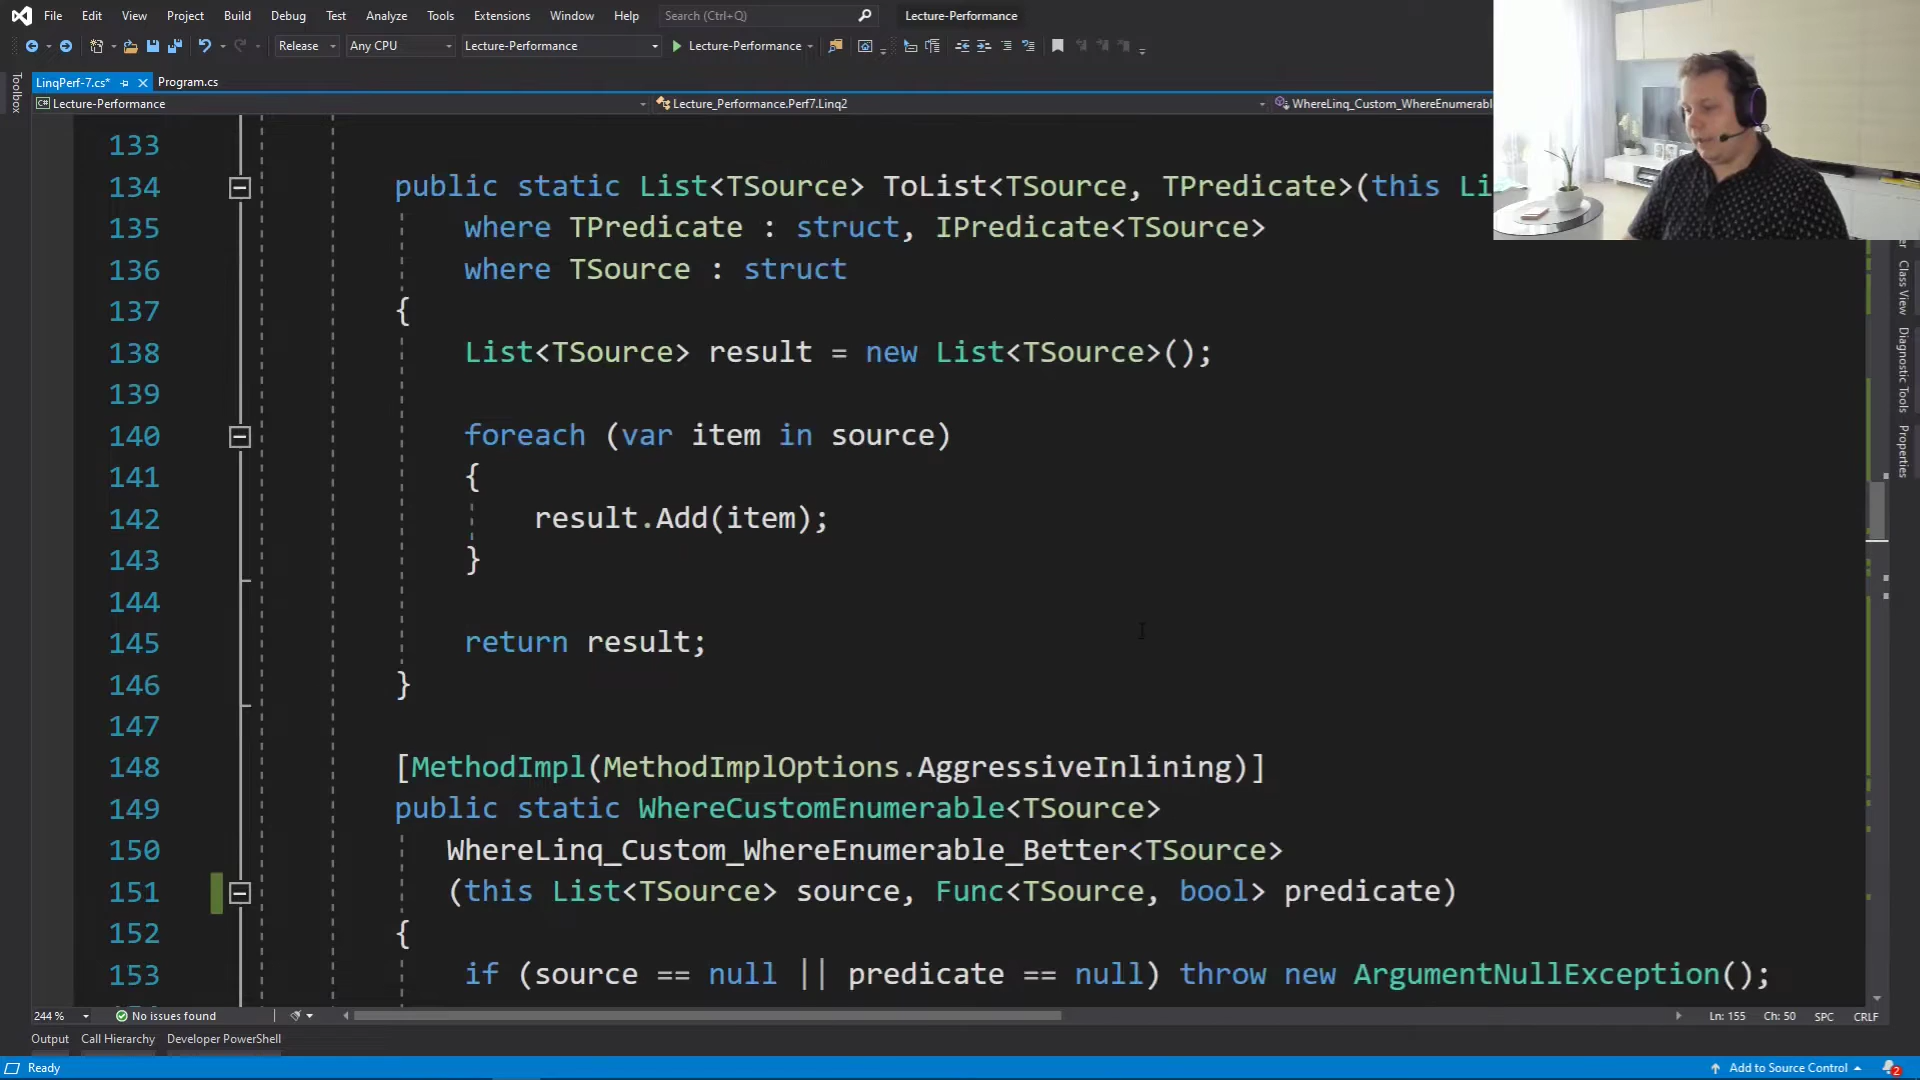 File Edit View Project Build Debug Test Analyze Tools Extensions Window Help Search (Ctrl+Q) Lecture-Performance
Release Any CPU Lecture-Performance Lecture-Performance
Toolbox
LinqPerf-7.cs* Program.cs
Lecture-Performance Lecture_Performance.Perf7.Linq2 WhereLinq_Custom_WhereEnumerabl
133
134 public static List<TSource> ToList<TSource, TPredicate>(this Li
135 where TPredicate : struct, IPredicate<TSource>
136 where TSource : struct
137 {
138 List<TSource> result = new List<TSource>();
139
140 foreach (var item in source)
141 {
142 result.Add(item);
143 }
144
145 return result;
146 }
147
148 [MethodImpl(MethodImplOptions.AggressiveInlining)]
149 public static WhereCustomEnumerable<TSource>
150 WhereLinq_Custom_WhereEnumerable_Better<TSource>
151 (this List<TSource> source, Func<TSource, bool> predicate)
152 {
153 if (source == null || predicate == null) throw new ArgumentNullException();
Class View
Diagnostic Tools
Properties
244 % No issues found Ln: 155 Ch: 50 SPC CRLF
Output Call Hierarchy Developer PowerShell
Ready Add to Source Control 2